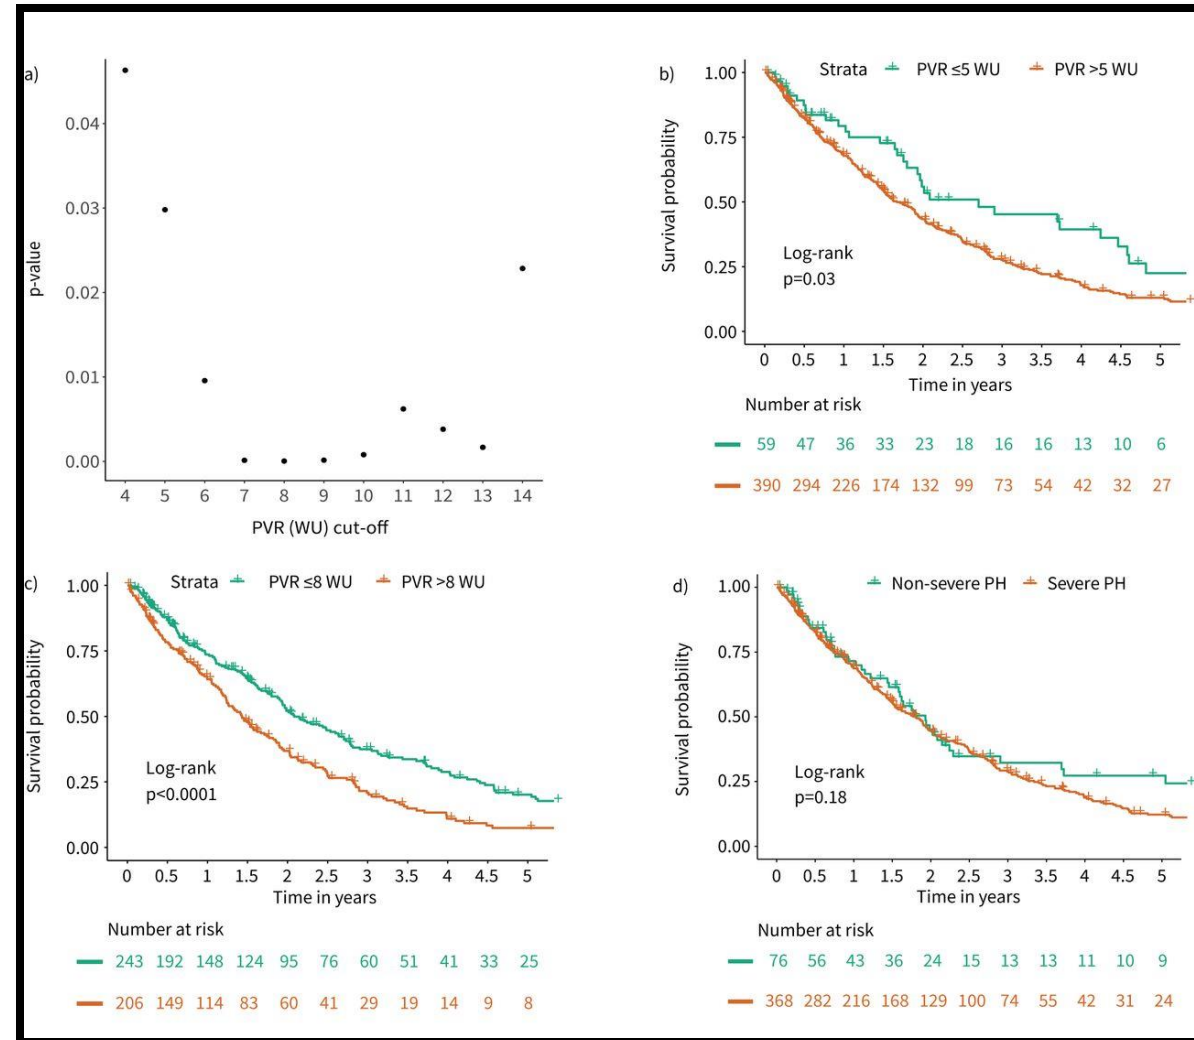 a)
0.04
0.03
0.02
0.01
0.00
p-value
4 5 6 7 8 9 10 11 12 13 14
PVR (WU) cut-off
b)
Strata PVR ≤5 WU PVR >5 WU
1.00
0.75
0.50
0.25
0.00
Survival probability
Log-rank
p=0.03
0 0.5 1 1.5 2 2.5 3 3.5 4 4.5 5
Time in years
Number at risk
59 47 36 33 23 18 16 16 13 10 6
390 294 226 174 132 99 73 54 42 32 27
c)
Strata PVR ≤8 WU PVR >8 WU
1.00
0.75
0.50
0.25
0.00
Survival probability
Log-rank
p<0.0001
0 0.5 1 1.5 2 2.5 3 3.5 4 4.5 5
Time in years
Number at risk
243 192 148 124 95 76 60 51 41 33 25
206 149 114 83 60 41 29 19 14 9 8
d)
Non-severe PH Severe PH
1.00
0.75
0.50
0.25
0.00
Survival probability
Log-rank
p=0.18
0 0.5 1 1.5 2 2.5 3 3.5 4 4.5 5
Time in years
Number at risk
76 56 43 36 24 15 13 13 11 10 9
368 282 216 168 129 100 74 55 42 31 24